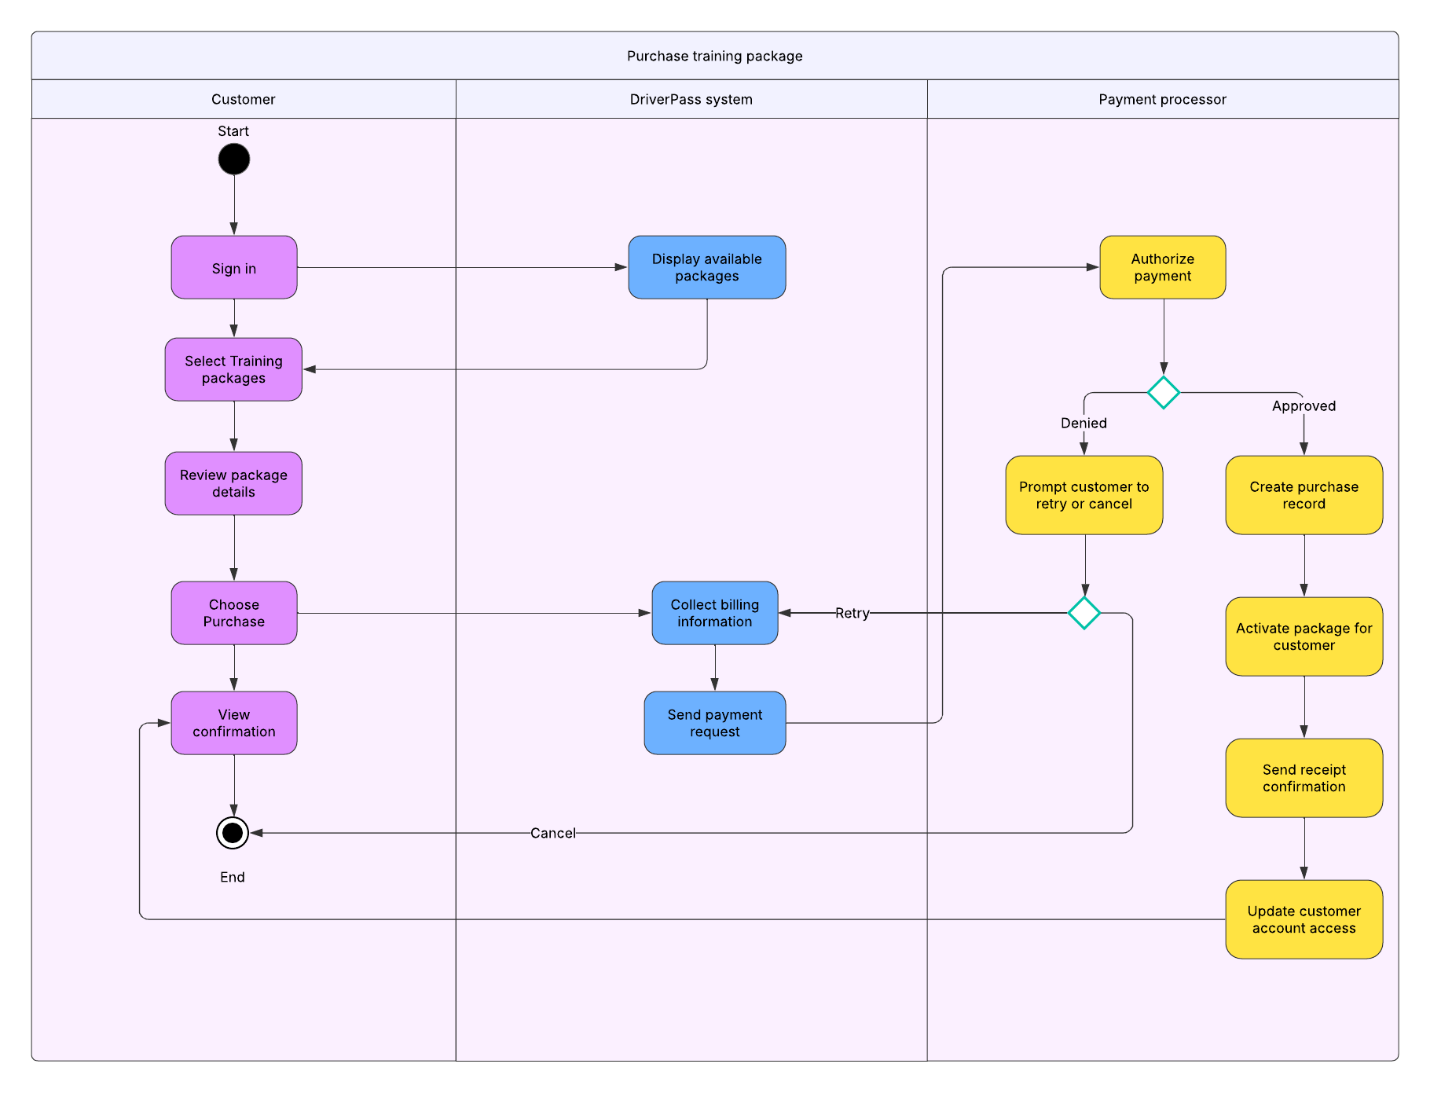 Purchase training package
Customer
DriverPass system
Payment processor
Start
Sign in
Display available
packages
Authorize
payment
Select Training
packages
Denied
Approved
Review package
details
Prompt customer to
retry or cancel
Create purchase
record
Choose
Purchase
Collect billing
information
Retry
Activate package for
customer
View
confirmation
Send payment
request
Send receipt
confirmation
Cancel
End
Update customer
account access